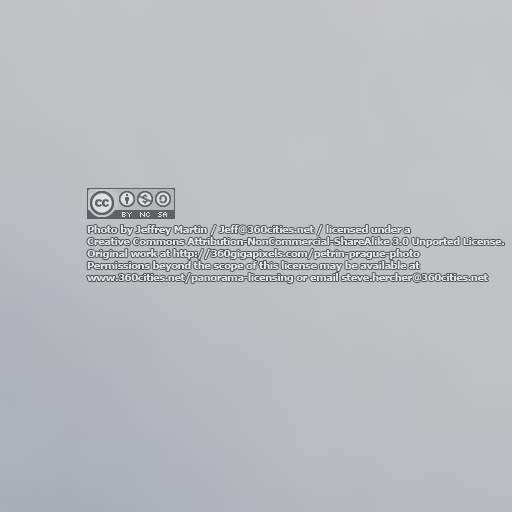 cc
BY NC SA
Photo by Jeffrey Martin / Jeff@360cities.net / licensed under a
Creative Commons Attribution-NonCommercial-ShareAlike 3.0 Unported License.
Original work at http://360gigapixels.com/petrin-prague-photo
Permissions beyond the scope of this license may be available at
www.360cities.net/panorama-licensing or email steve.hercher@360cities.net